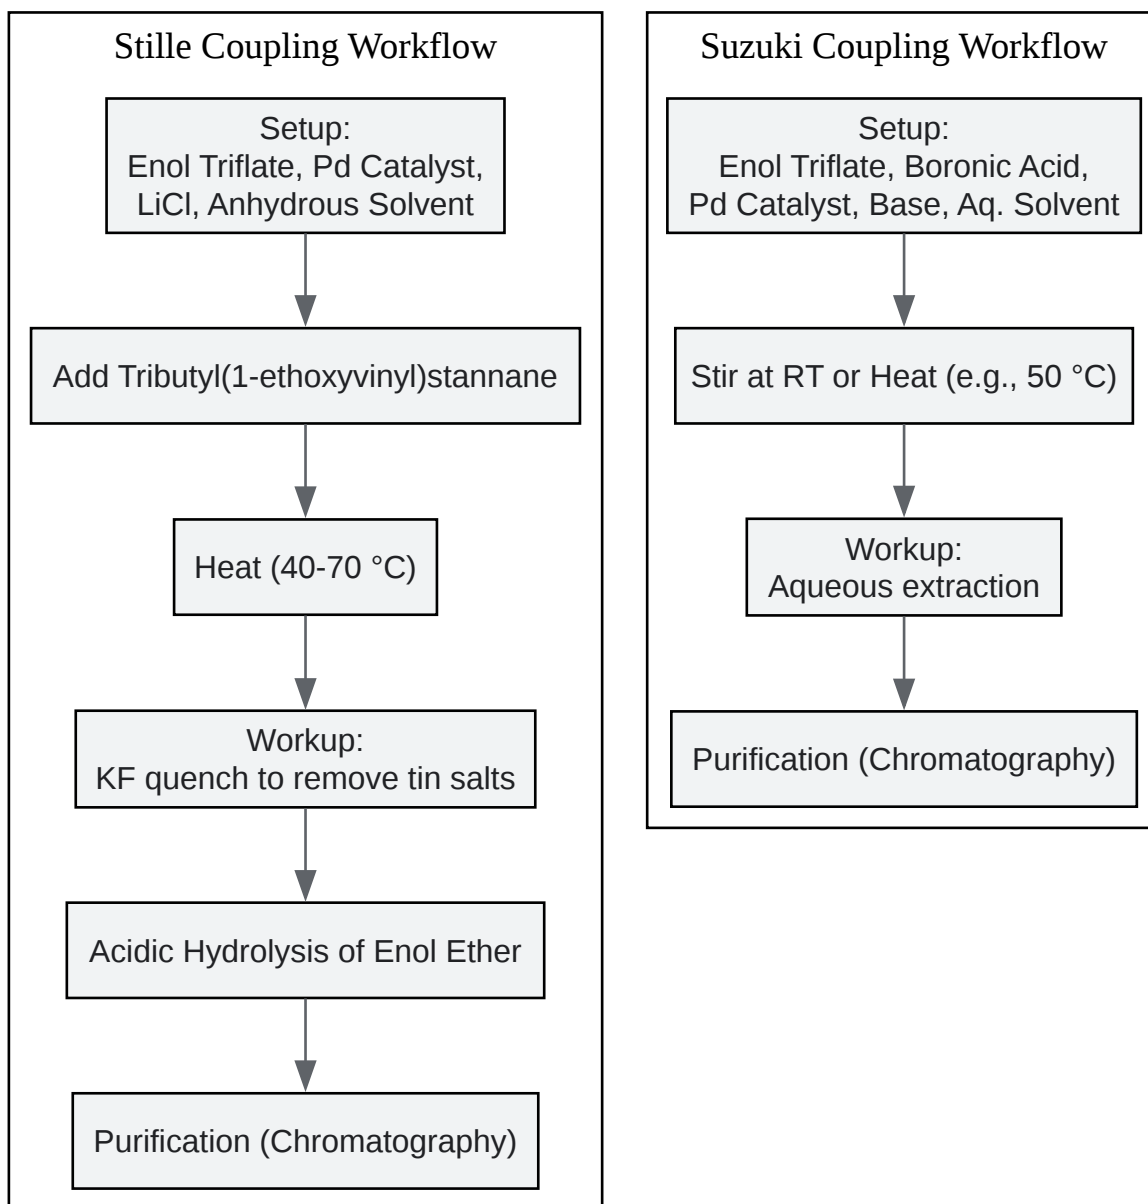 Stille Coupling Workflow
Setup:
Enol Triflate, Pd Catalyst,
LiCl, Anhydrous Solvent
Add Tributyl(1-ethoxyvinyl)stannane
Heat (40-70 °C)
Workup:
KF quench to remove tin salts
Acidic Hydrolysis of Enol Ether
Purification (Chromatography)
Suzuki Coupling Workflow
Setup:
Enol Triflate, Boronic Acid,
Pd Catalyst, Base, Aq. Solvent
Stir at RT or Heat (e.g., 50 °C)
Workup:
Aqueous extraction
Purification (Chromatography)